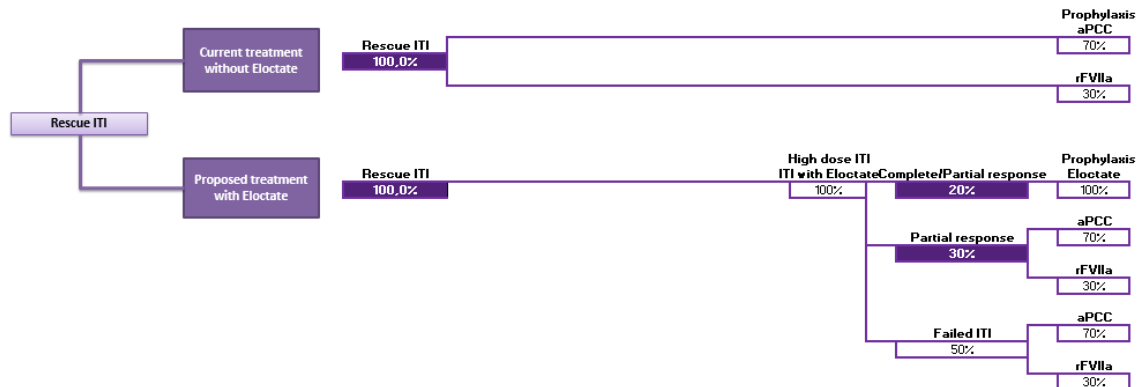 Prophylaxis
Rescue ITI
aPCC
Current treatment
without Eloctate
100,0%
70%
rFVIIa
30%
Rescue ITI
High dose ITI
Rescue ITI
ITI with Eloctate
Complete/Partial response
Prophylaxis
Eloctate
Proposed treatment
with Eloctate
100,0%
100%
20%
100%
aPCC
Partial response
70%
30%
rFVIIa
30%
aPCC
Failed ITI
70%
50%
rFVIIa
30%